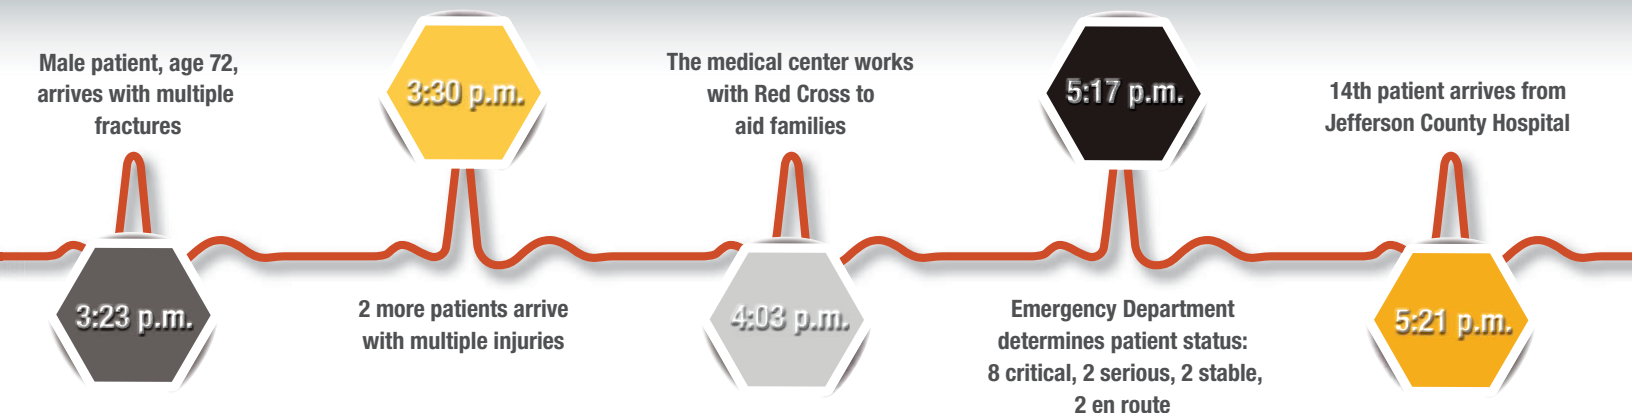 Male patient, age 72,
arrives with multiple
fractures
3:23 p.m.
3:30 p.m.
2 more patients arrive
with multiple injuries
The medical center works
with Red Cross to
aid families
4:03 p.m.
5:17 p.m.
Emergency Department
determines patient status:
8 critical, 2 serious, 2 stable,
2 en route
14th patient arrives from
Jefferson County Hospital
5:21 p.m.